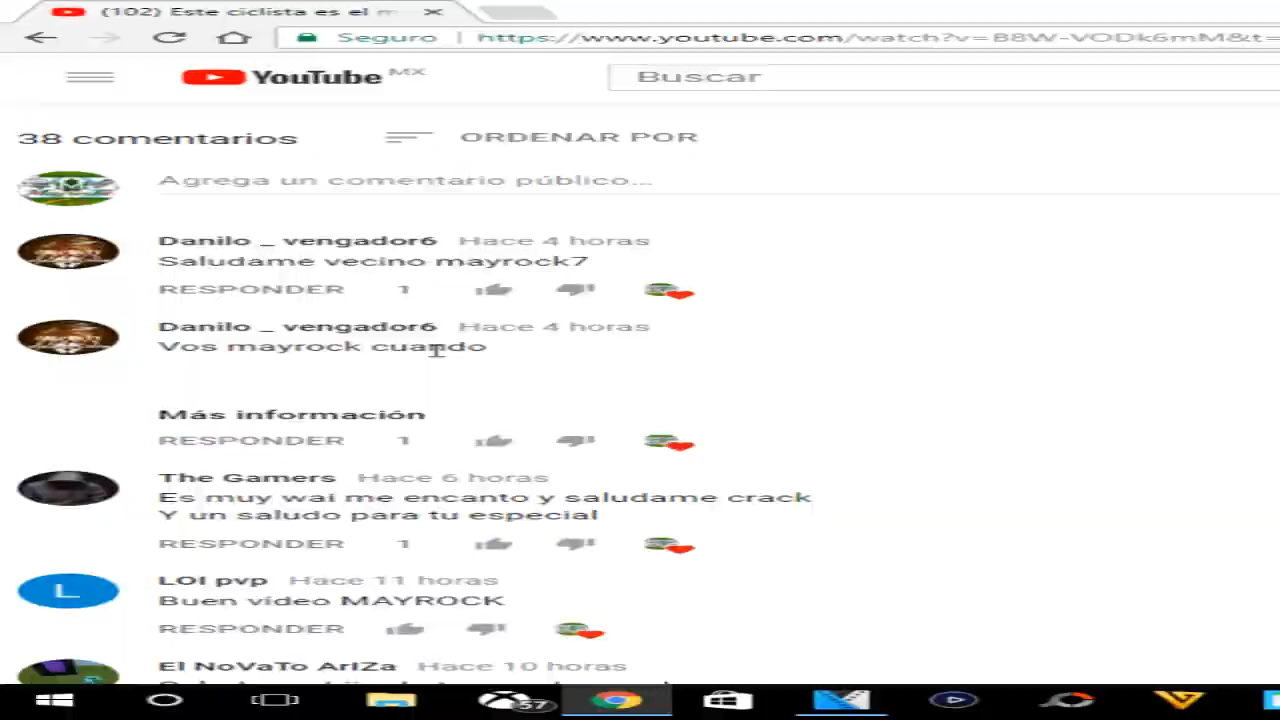 (102) Este ciclista es el m
Seguro | https://www.youtube.com/watch?v=B8W-VODk6mM&t=
YouTube MX
Buscar
38 comentarios
ORDENAR POR
Agrega un comentario público...
Danilo _ vengador6 Hace 4 horas
Saludame vecino mayrock7
RESPONDER 1
Danilo _ vengador6 Hace 4 horas
Vos mayrock cuando
Más información
RESPONDER 1
The Gamers Hace 6 horas
Es muy wai me encanto y saludame crack
Y un saludo para tu especial
RESPONDER 1
L
LOI pvp Hace 11 horas
Buen vídeo MAYROCK
RESPONDER
El NoVaTo ArIZa Hace 10 horas
57